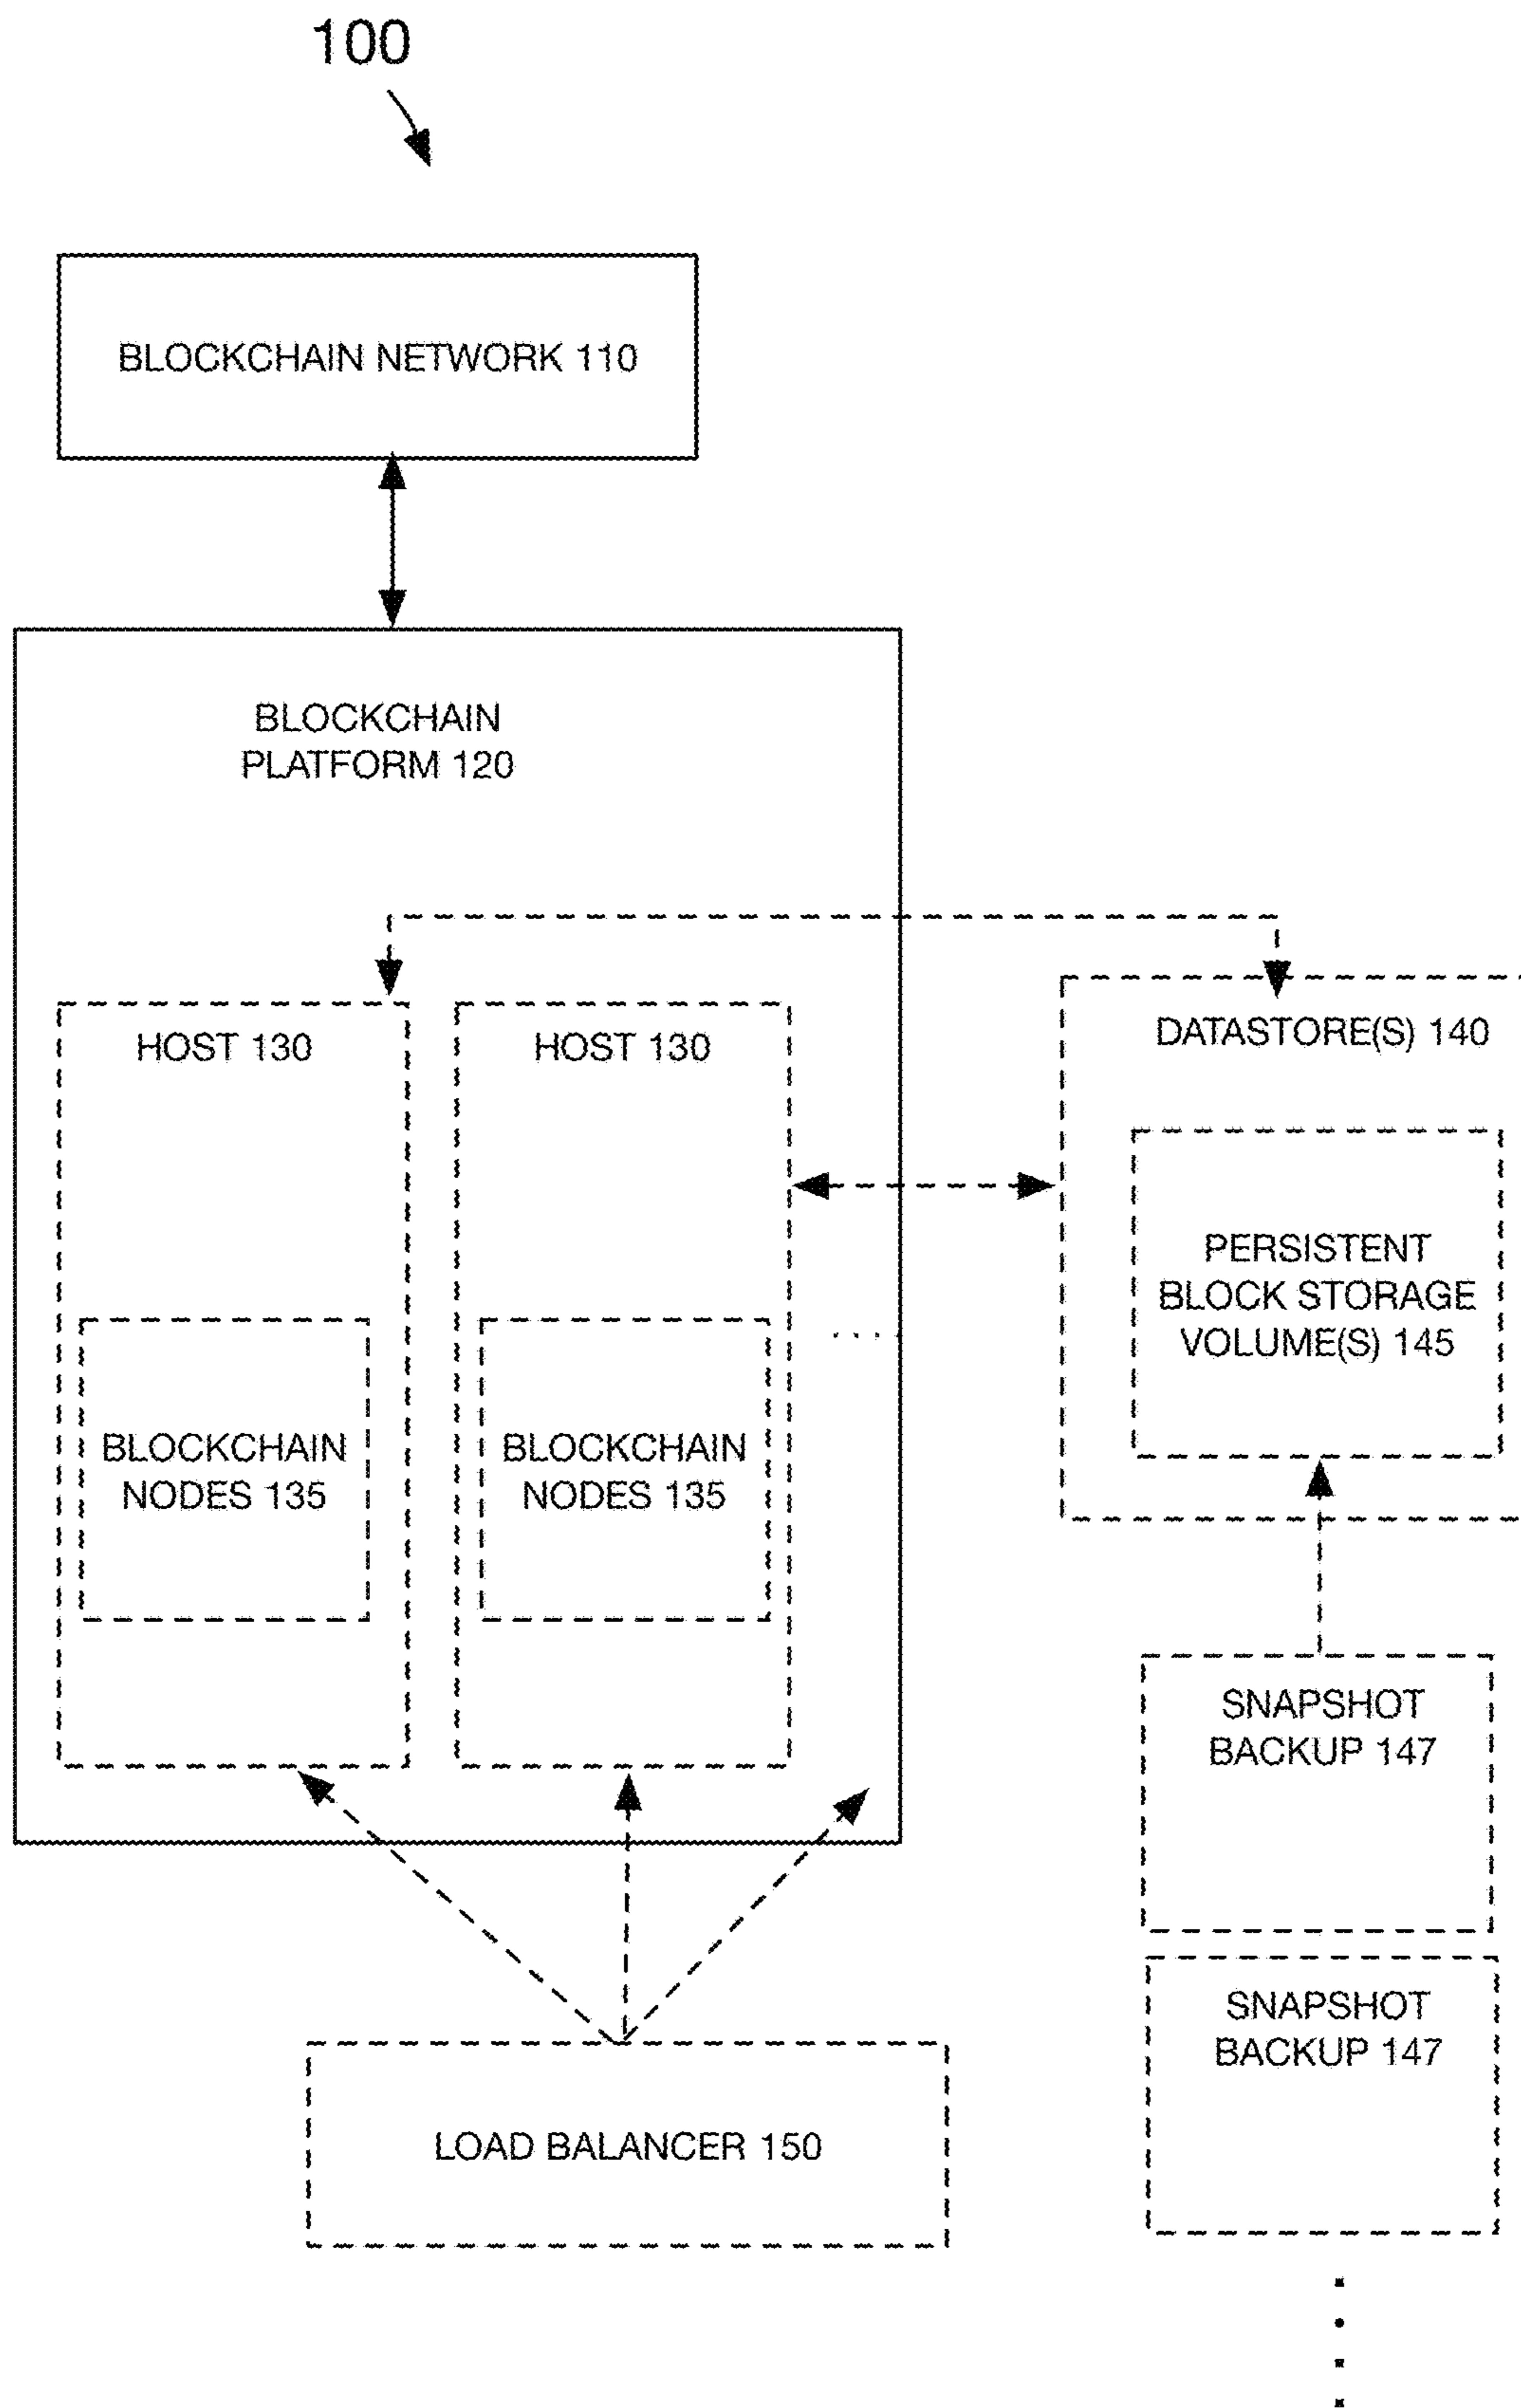 100
BLOCKCHAIN NETWORK 110
BLOCKCHAIN
PLATFORM 120
HOST 130
HOST 130
DATASTORE(S) 140
PERSISTENT
BLOCK STORAGE
VOLUME(S) 145
BLOCKCHAIN
NODES 135
BLOCKCHAIN
NODES 135
SNAPSHOT
BACKUP 147
SNAPSHOT
BACKUP 147
LOAD BALANCER 150